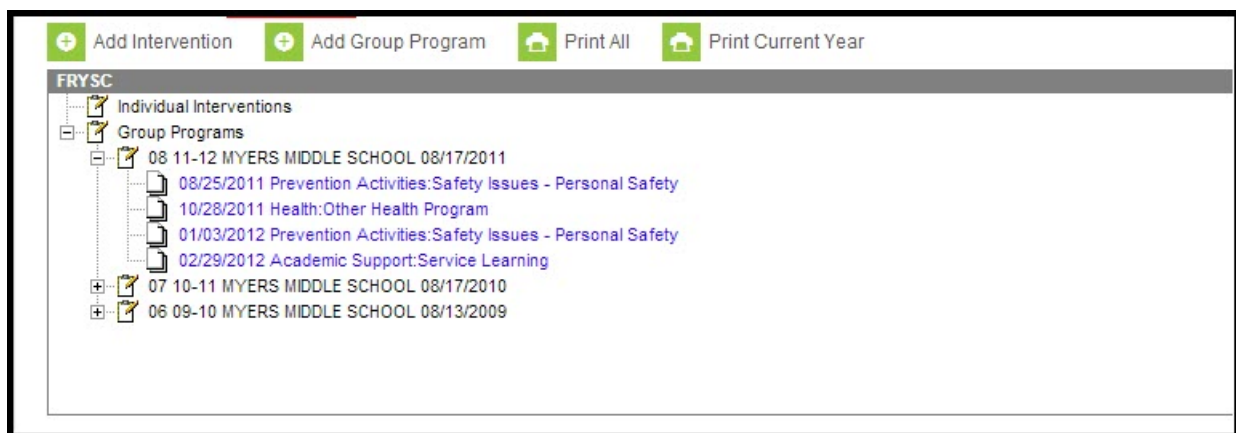 Add Intervention Add Group Program Print All Print Current Year
FRYSC
Individual Interventions
Group Programs
08 11-12 MYERS MIDDLE SCHOOL 08/17/2011
08/25/2011 Prevention Activities:Safety Issues - Personal Safety
10/28/2011 Health:Other Health Program
01/03/2012 Prevention Activities:Safety Issues - Personal Safety
02/29/2012 Academic Support:Service Learning
07 10-11 MYERS MIDDLE SCHOOL 08/17/2010
06 09-10 MYERS MIDDLE SCHOOL 08/13/2009